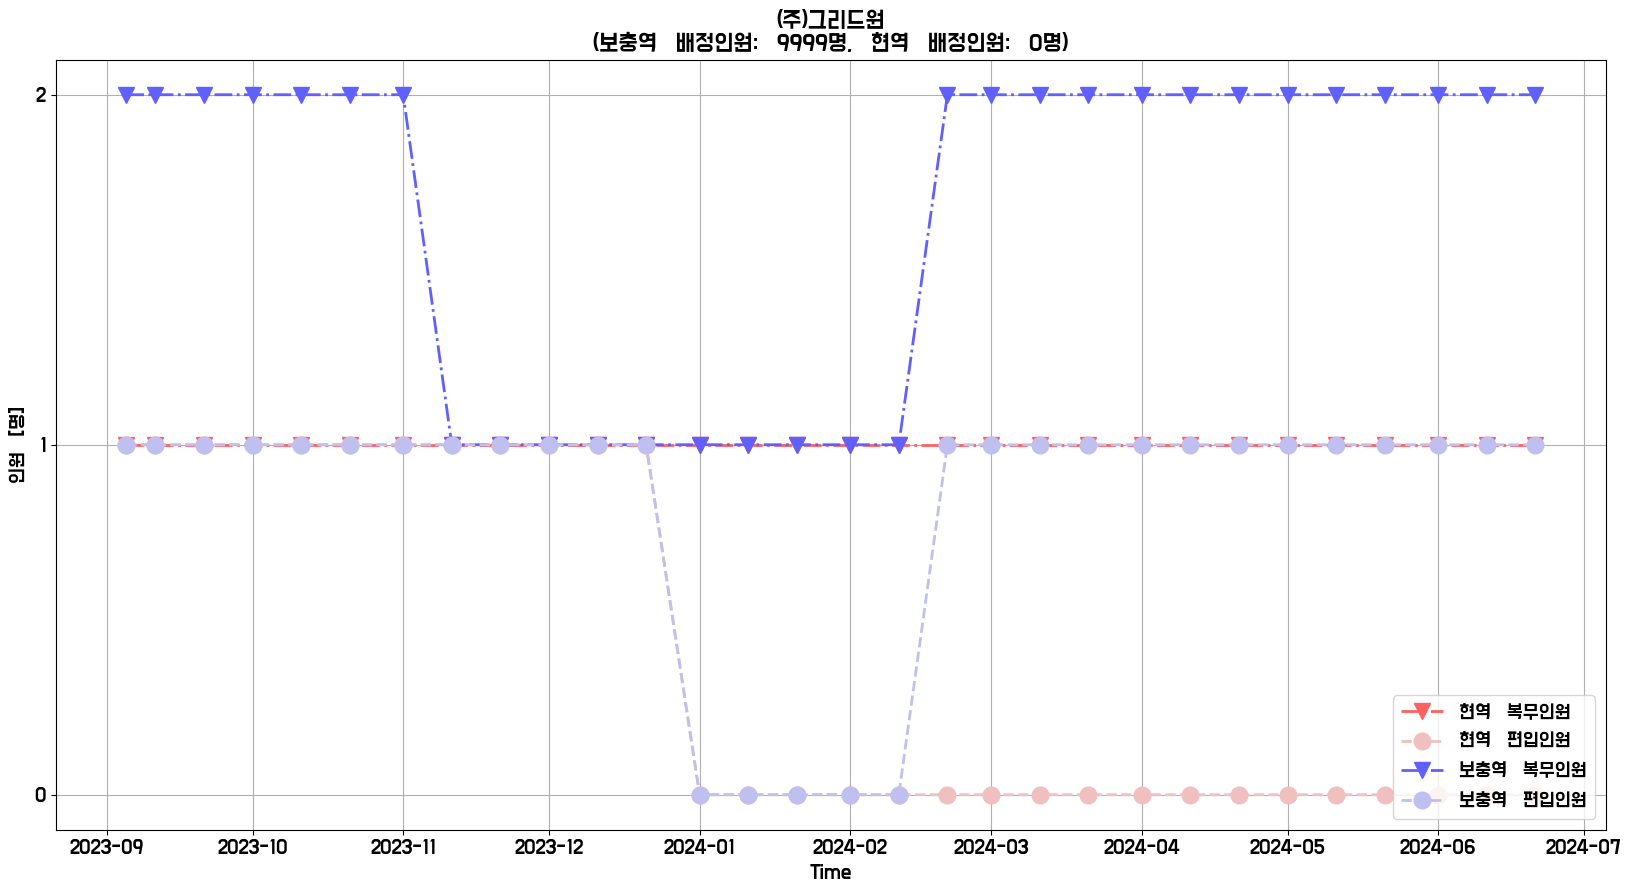 (주)그리드원
(보충역 배정인원: 9999명, 현역 배정인원: 0명)
인원 [명]
2
1
0
현역 복무인원
현역 편입인원
보충역 복무인원
보충역 편입인원
2023-09 2023-10 2023-11 2023-12 2024-01 2024-02 2024-03 2024-04 2024-05 2024-06 2024-07
Time